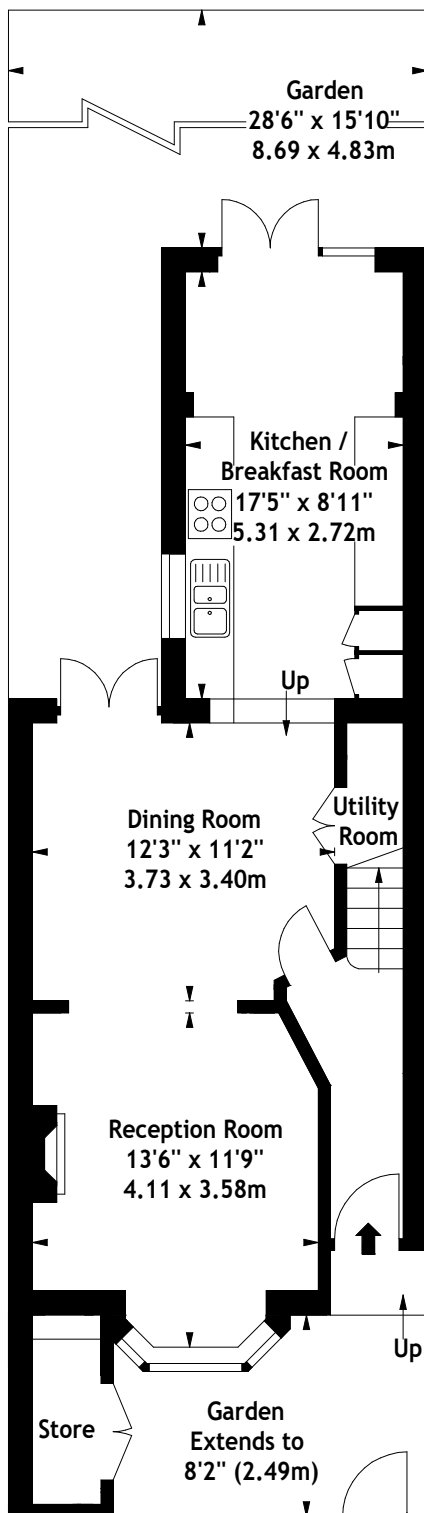 Garden
28'6" x 15'10"
8.69 x 4.83m
Kitchen /
Breakfast Room
17'5" x 8'11"
5.31 x 2.72m
Up
Dining Room
12'3" x 11'2"
3.73 x 3.40m
Utility
Room
Reception Room
13'6" x 11'9"
4.11 x 3.58m
Up
Store
Garden
Extends to
8'2" (2.49m)